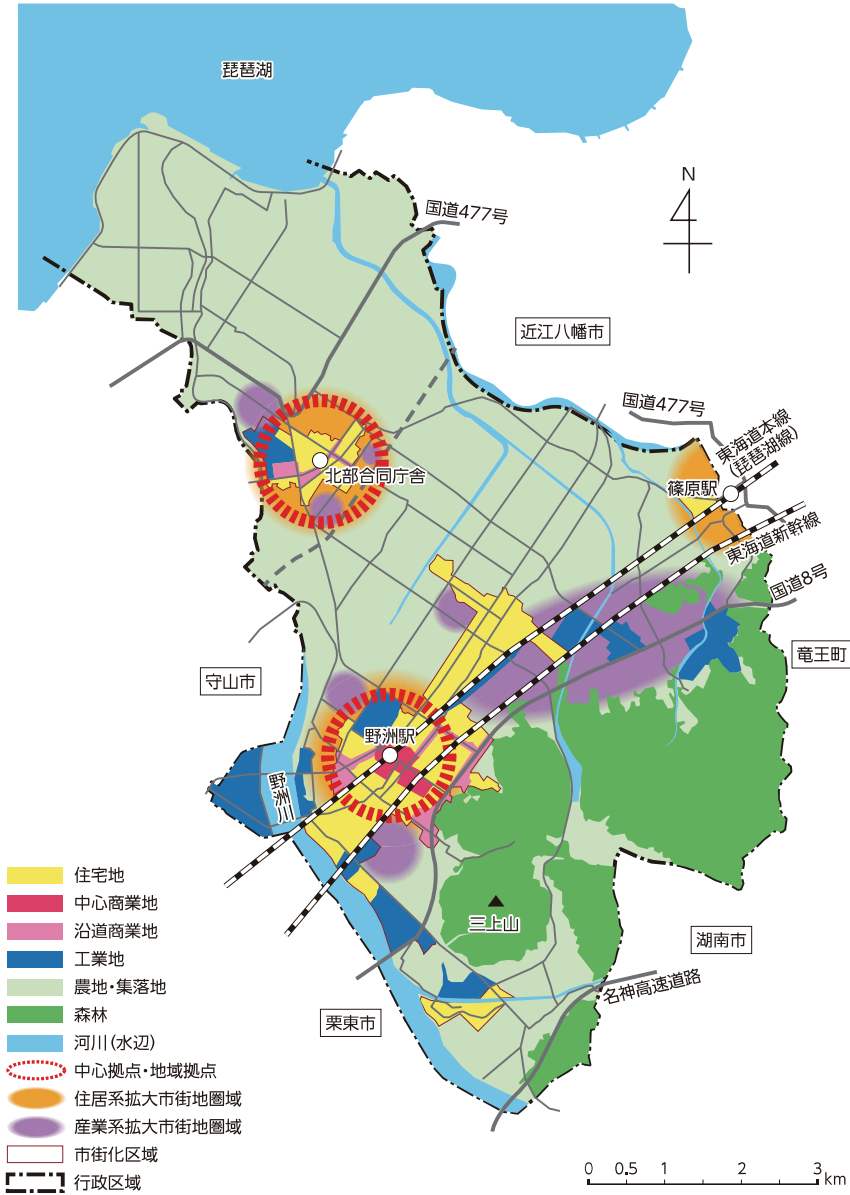 琵琶湖
N
国道477号
近江八幡市
国道477号
東海道本線
(琵琶湖線)
北部合同庁舎
篠原駅
東海道新幹線
国道8号
竜王町
守山市
野洲駅
野洲川
三上山
湖南市
名神高速道路
栗東市
住宅地
中心商業地
沿道商業地
工業地
農地・集落地
森林
河川(水辺)
中心拠点・地域拠点
住居系拡大市街地圏域
産業系拡大市街地圏域
市街化区域
行政区域
0 0.5 1 2 3 km